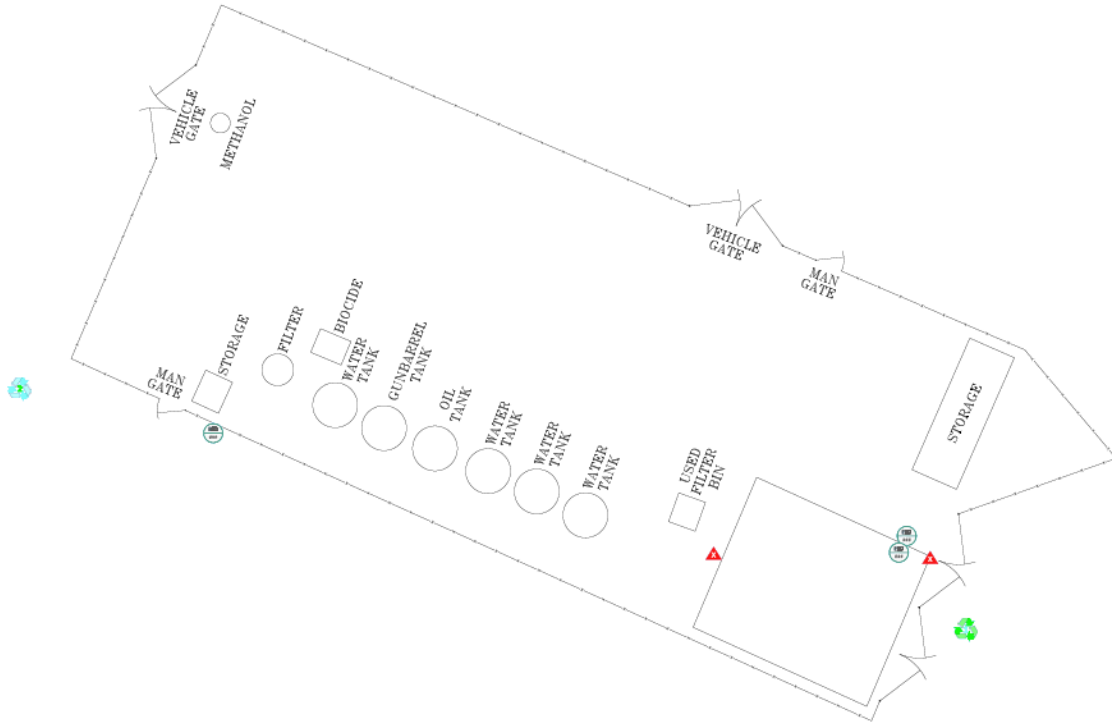 VEHICLE
GATE
METHANOL
VEHICLE
GATE
MAN
GATE
STORAGE
MAN
GATE
STORAGE
FILTER
BIOCIDE
WATER
TANK
GUNBARREL
TANK
OIL
TANK
WATER
TANK
WATER
TANK
WATER
TANK
USED
FILTER
BIN
X
X